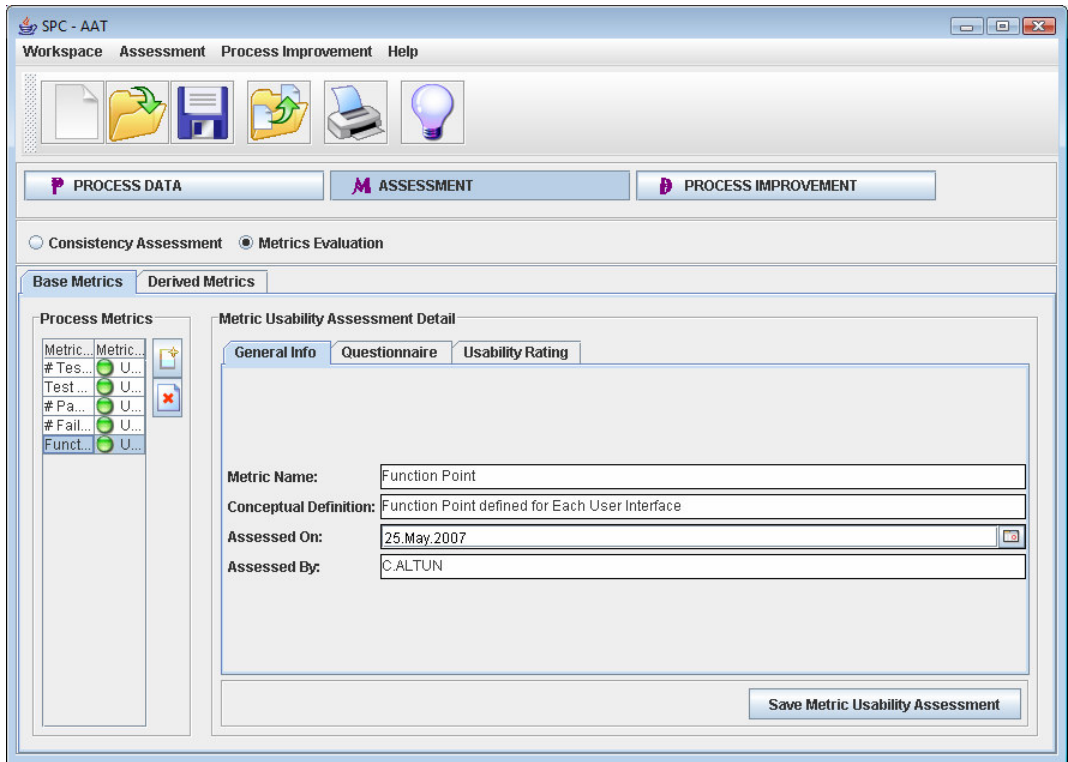 SPC - AAT
Workspace Assessment Process Improvement Help
P PROCESS DATA M ASSESSMENT PROCESS IMPROVEMENT
Consistency Assessment Metrics Evaluation
Base Metrics Derived Metrics
Process Metrics Metric Usability Assessment Detail
Metric... Metric...
# Tes... U...
Test ... U...
# Pa... U...
# Fail... U...
Funct... U...
General Info Questionnaire Usability Rating
Metric Name: Function Point
Conceptual Definition: Function Point defined for Each User Interface
Assessed On: 25.May.2007
Assessed By: C.ALTUN
Save Metric Usability Assessment